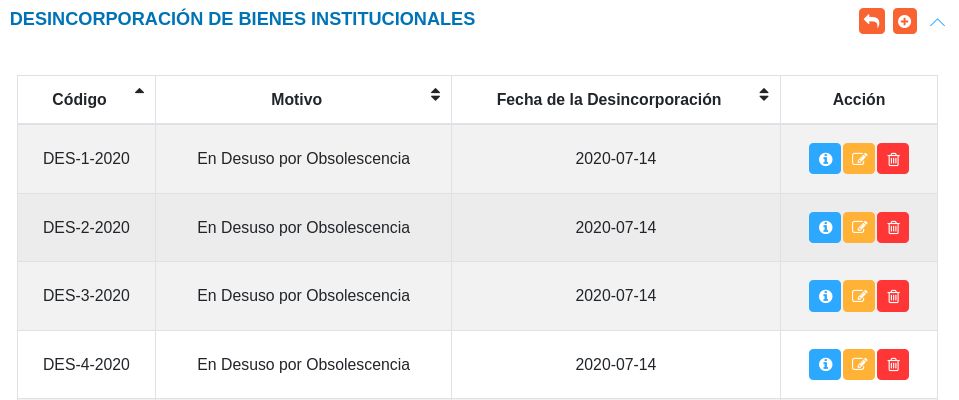 DESINCORPORACIÓN DE BIENES INSTITUCIONALES
Código Motivo Fecha de la Desincorporación Acción
DES-1-2020 En Desuso por Obsolescencia 2020-07-14
DES-2-2020 En Desuso por Obsolescencia 2020-07-14
DES-3-2020 En Desuso por Obsolescencia 2020-07-14
DES-4-2020 En Desuso por Obsolescencia 2020-07-14